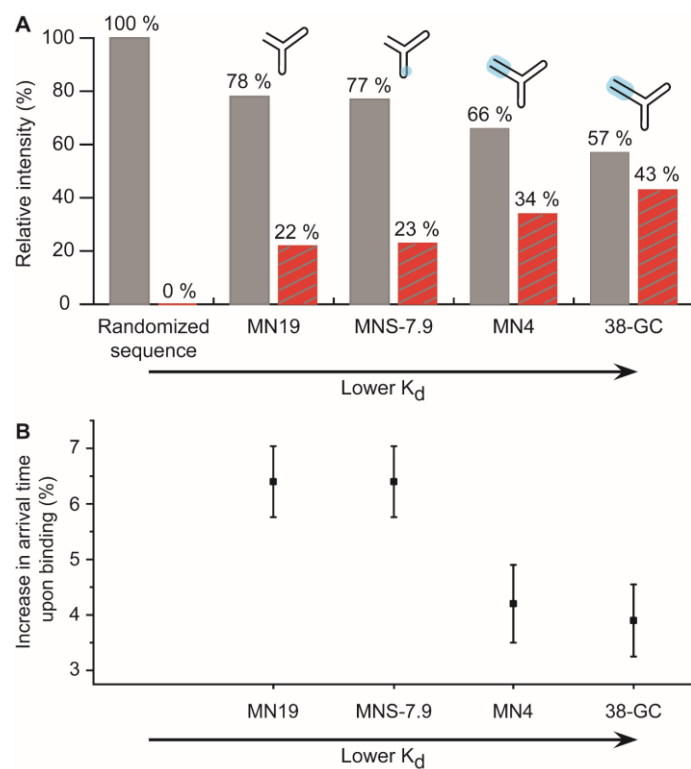 A
100 %
78 %
77 %
66 %
57 %
43 %
34 %
22 %
23 %
0 %
Relative intensity (%)
100
80
60
40
20
0
Randomized sequence
MN19
MNS-7.9
MN4
38-GC
Lower Kd
B
Increase in arrival time
upon binding (%)
7
6
5
4
3
MN19
MNS-7.9
MN4
38-GC
Lower Kd